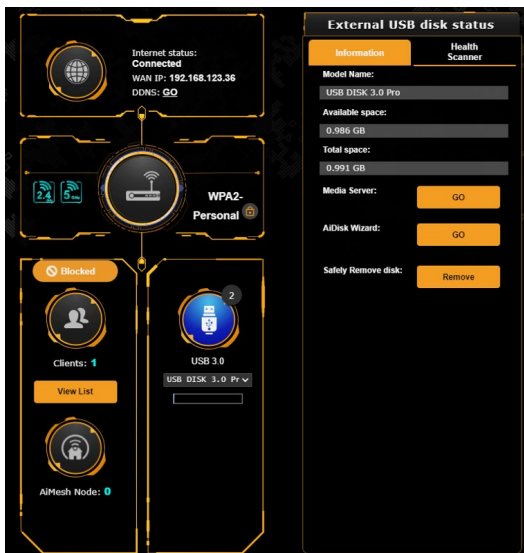 Internet status:
Connected
WAN IP: 192.168.123.36
DDNS: GO
2.4 GHz
5 GHz
WPA2-
Personal
Blocked
Clients: 1
View List
AiMesh Node: 0
2
USB 3.0
USB DISK 3.0 Pr
External USB disk status
Information
Health
Scanner
Model Name:
USB DISK 3.0 Pro
Available space:
0.986 GB
Total space:
0.991 GB
Media Server:
GO
AiDisk Wizard:
GO
Safely Remove disk:
Remove